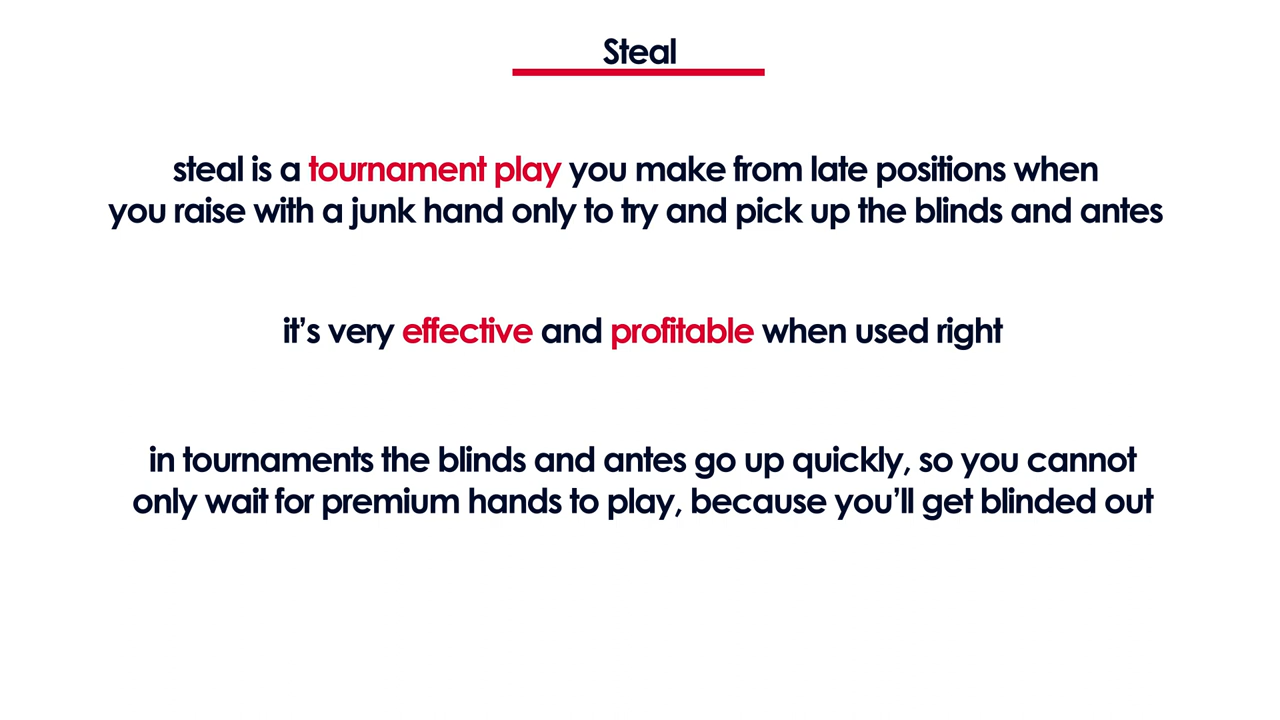 Steal
steal is a tournament play you make from late positions when
you raise with a junk hand only to try and pick up the blinds and antes
it's very effective and profitable when used right
in tournaments the blinds and antes go up quickly, so you cannot
only wait for premium hands to play, because you'll get blinded out